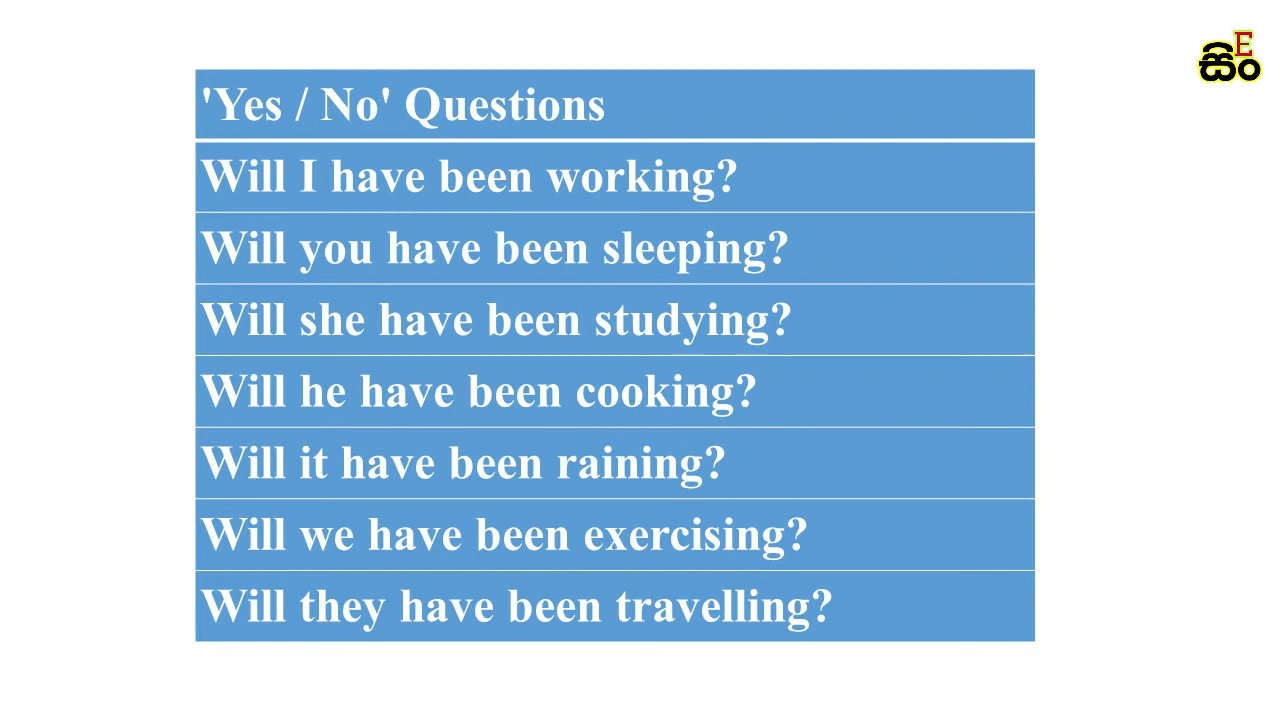 'Yes / No' Questions
Will I have been working?
Will you have been sleeping?
Will she have been studying?
Will he have been cooking?
Will it have been raining?
Will we have been exercising?
Will they have been travelling?
E
සිං